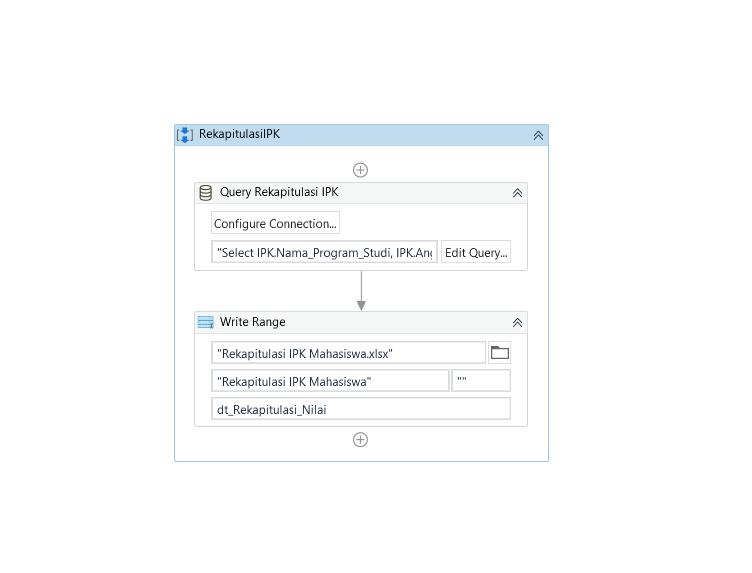 RekapitulasiIPK
Query Rekapitulasi IPK
Configure Connection...
"Select IPK.Nama_Program_Studi, IPK.An
Edit Query...
Write Range
"Rekapitulasi IPK Mahasiswa.xlsx"
"Rekapitulasi IPK Mahasiswa" ""
dt_Rekapitulasi_Nilai